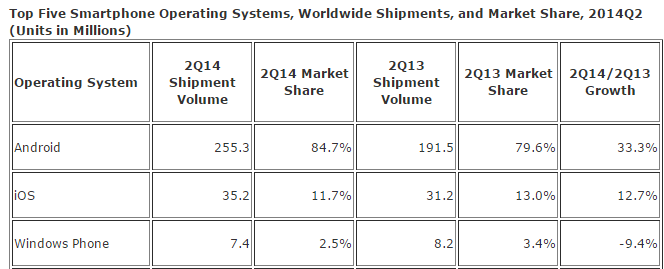 Top Five Smartphone Operating Systems, Worldwide Shipments, and Market Share, 2014Q2
(Units in Millions)
Operating System 2Q14 Shipment Volume 2Q14 Market Share 2Q13 Shipment Volume 2Q13 Market Share 2Q14/2Q13 Growth
Android 255.3 84.7% 191.5 79.6% 33.3%
iOS 35.2 11.7% 31.2 13.0% 12.7%
Windows Phone 7.4 2.5% 8.2 3.4% -9.4%